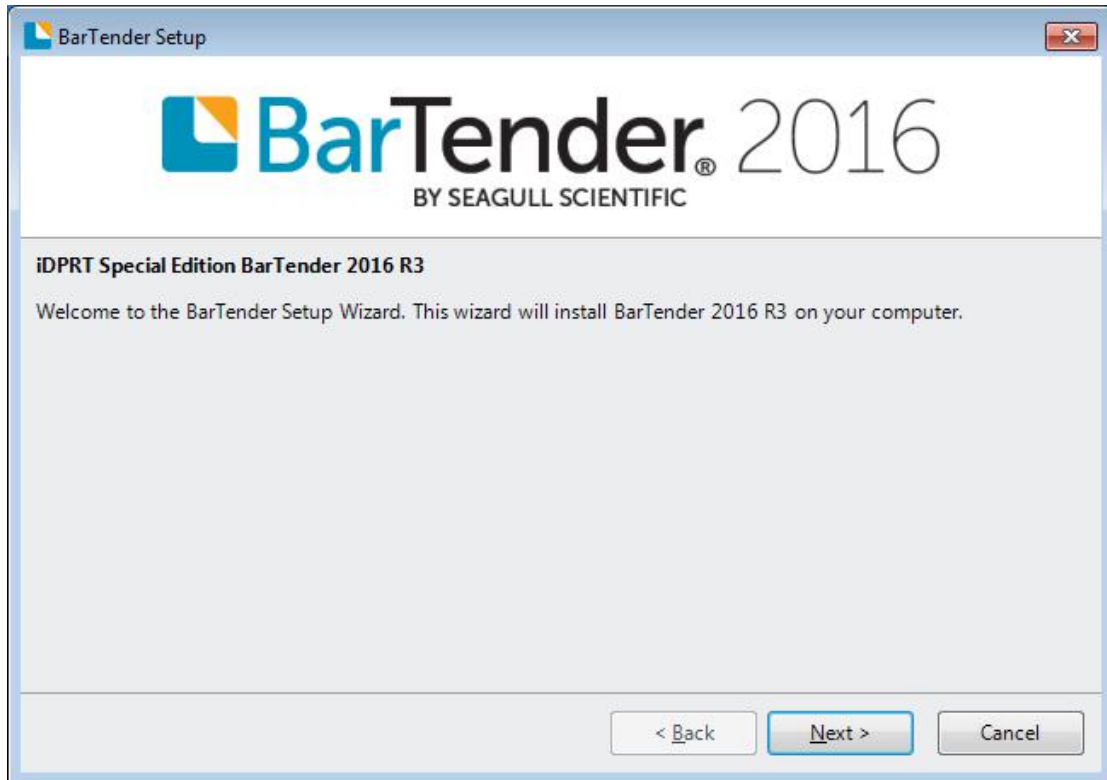 BarTender Setup
BarTender® 2016
BY SEAGULL SCIENTIFIC
iDPRT Special Edition BarTender 2016 R3
Welcome to the BarTender Setup Wizard. This wizard will install BarTender 2016 R3 on your computer.
< Back Next > Cancel